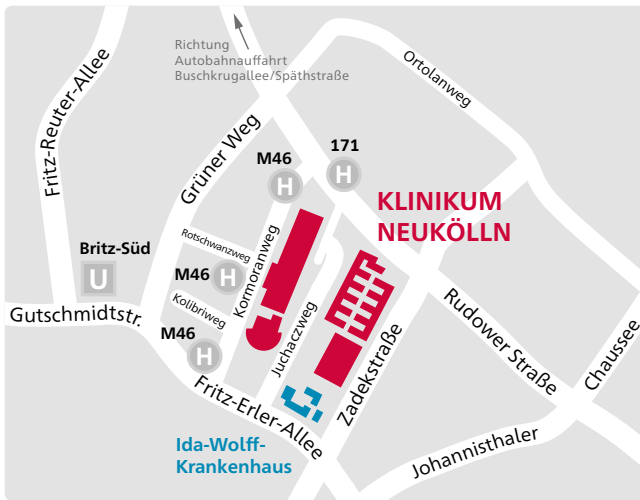 Richtung
Autobahnauffahrt
Buschkrugallee/Späthstraße
Fritz-Reuter-Allee
Ortolanweg
Grüner Weg
171
M46
H
H
KLINIKUM
NEUKÖLLN
Rotschwanzweg
Britz-Süd
U
M46
H
Kormoranweg
Kolibriweg
Gutschmidtstr.
M46
H
Juchaczweg
Zadekstraße
Rudower Straße
Chaussee
Johannisthaler
Fritz-Erler-Allee
Ida-Wolff-
Krankenhaus